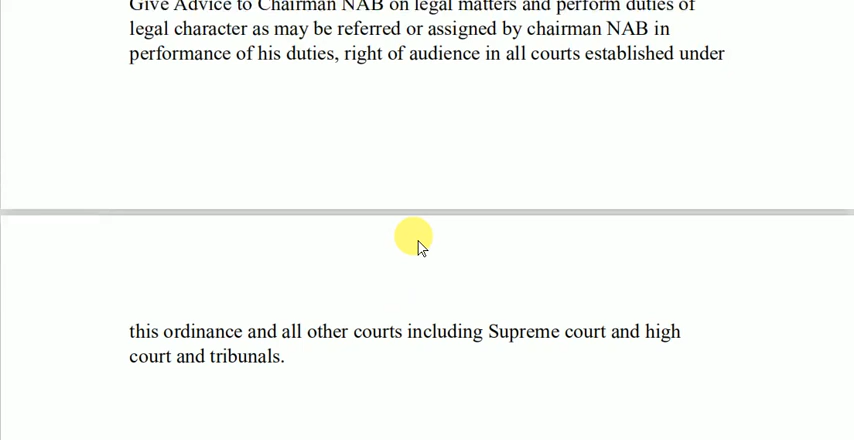 Give Advice to Chairman NAB on legal matters and perform duties of
legal character as may be referred or assigned by chairman NAB in
performance of his duties, right of audience in all courts established under
this ordinance and all other courts including Supreme court and high
court and tribunals.